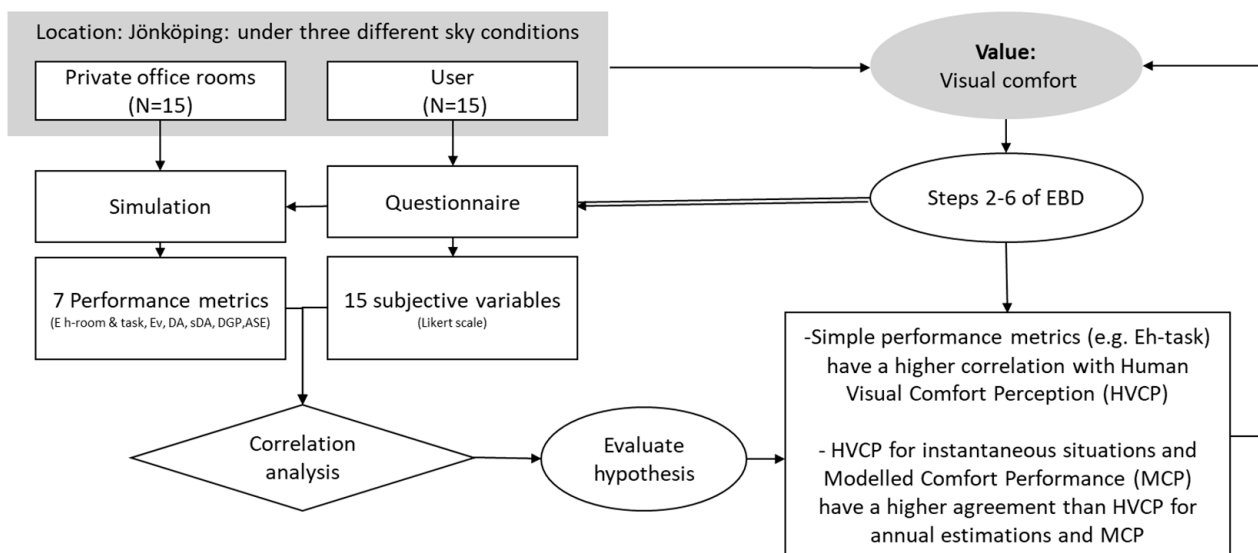 Location: Jönköping: under three different sky conditions
Private office rooms
(N=15)
User
(N=15)
Value:
Visual comfort
Simulation
Questionnaire
Steps 2-6 of EBD
7 Performance metrics
(E h-room & task, Ev, DA, sDA, DGP,ASE)
15 subjective variables
(Likert scale)
Correlation
analysis
Evaluate
hypothesis
-Simple performance metrics (e.g. Eh-task)
have a higher correlation with Human
Visual Comfort Perception (HVCP)
- HVCP for instantaneous situations and
Modelled Comfort Performance (MCP)
have a higher agreement than HVCP for
annual estimations and MCP